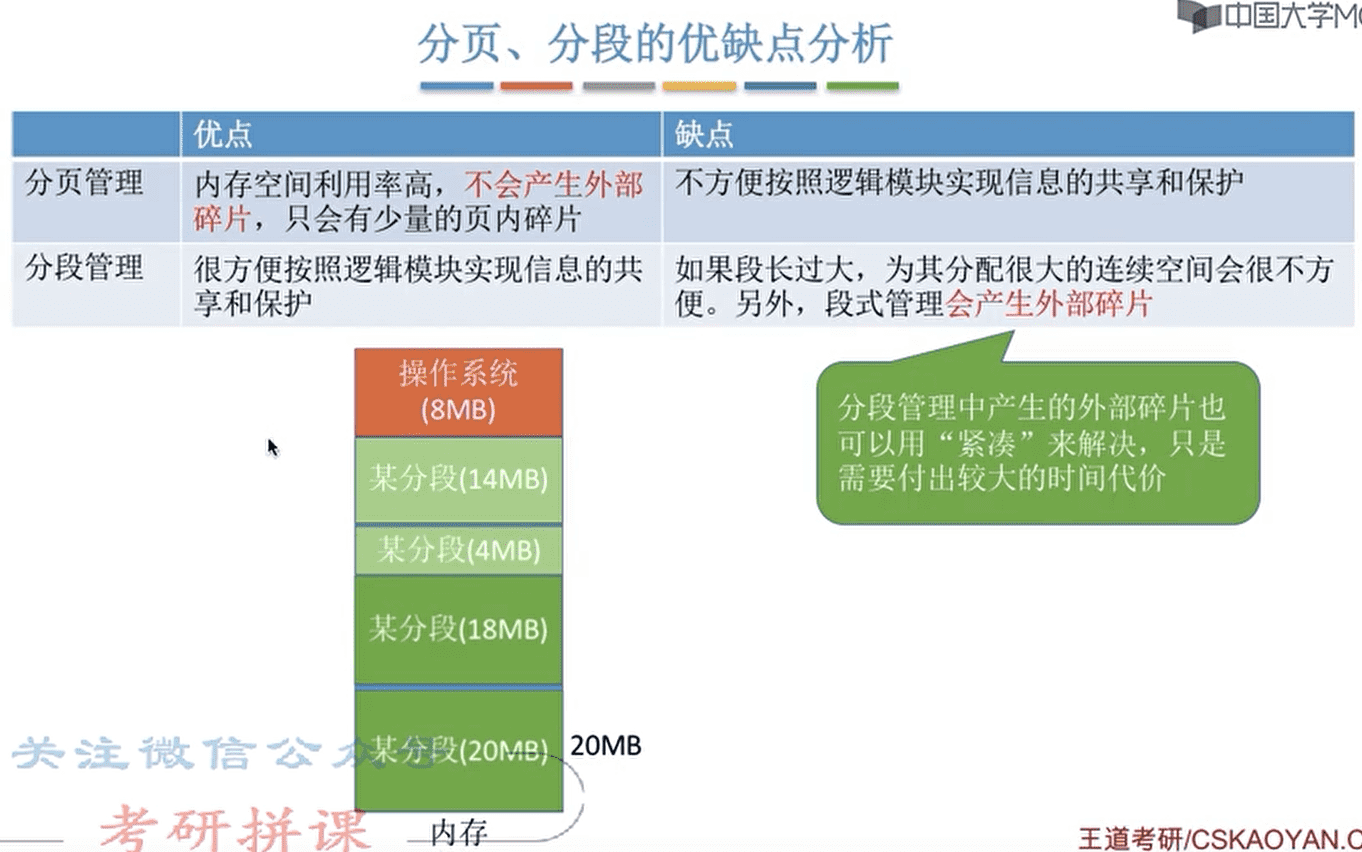 中国大学MO
分页、分段的优缺点分析
优点
缺点
分页管理
内存空间利用率高，不会产生外部
碎片，只会有少量的页内碎片
不方便按照逻辑模块实现信息的共享和保护
分段管理
很方便按照逻辑模块实现信息的共
享和保护
如果段长过大，为其分配很大的连续空间会很不方
便。另外，段式管理会产生外部碎片
操作系统
(8MB)
某分段(14MB)
某分段(4MB)
某分段(18MB)
某分段(20MB)
20MB
内存
分段管理中产生的外部碎片也
可以用“紧凑”来解决，只是
需要付出较大的时间代价
关注微信公众号
考研拼课
王道考研/CSKAOYAN.C